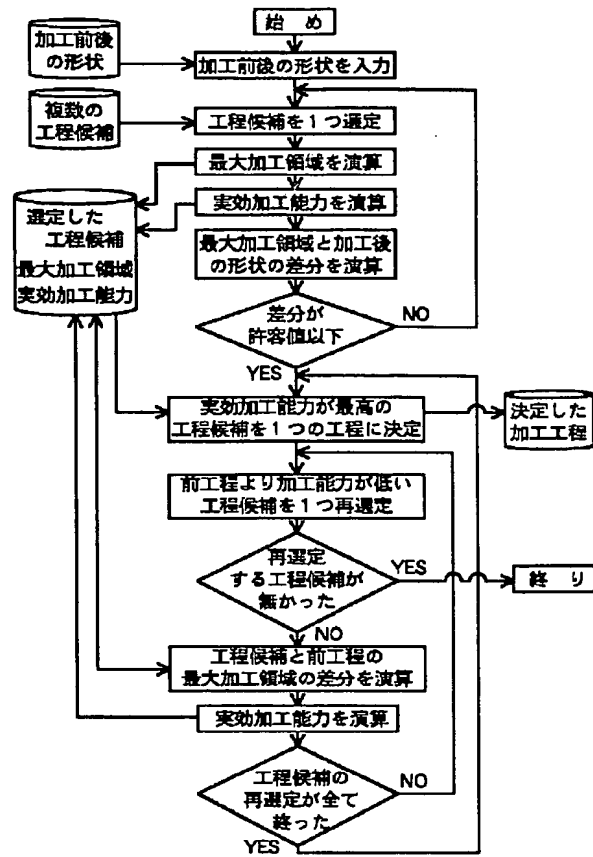 始め
加工前後
の形状
加工前後の形状を入力
複数の
工程候補
工程候補を1つ選定
最大加工領域を演算
実効加工能力を演算
選定した
工程候補
最大加工領域
実効加工能力
最大加工領域と加工後
の形状の差分を演算
差分が
許容値以下
NO
YES
実効加工能力が最高の
工程候補を1つの工程に決定
決定した
加工工程
前工程より加工能力が低い
工程候補を1つ再選定
再選定
する工程候補が
無かった
YES
終り
NO
工程候補と前工程の
最大加工領域の差分を演算
実効加工能力を演算
工程候補の
再選定が全て
終った
NO
YES